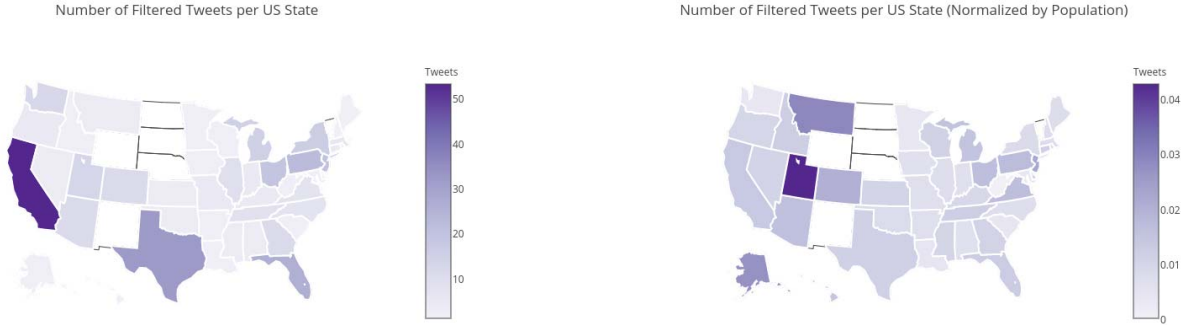 Number of Filtered Tweets per US State
Number of Filtered Tweets per US State (Normalized by Population)
Tweets
50
40
30
20
10
Tweets
0.04
0.03
0.02
0.01
0